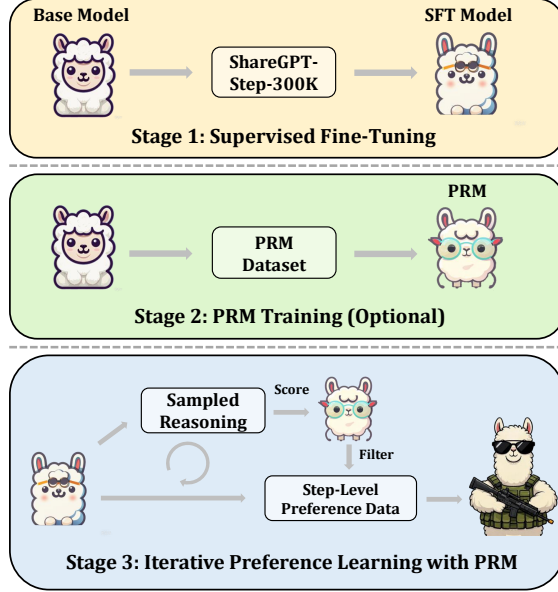 Base Model
SFT Model
ShareGPT-
Step-300K
Stage 1: Supervised Fine-Tuning
PRM
PRM
Dataset
Stage 2: PRM Training (Optional)
Sampled
Reasoning
Score
Filter
Step-Level
Preference Data
Stage 3: Iterative Preference Learning with PRM